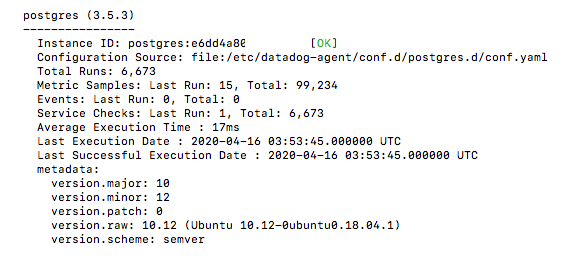 postgres (3.5.3)
----------------
Instance ID: postgres:e6dd4a80 [OK]
Configuration Source: file:/etc/datadog-agent/conf.d/postgres.d/conf.yaml
Total Runs: 6,673
Metric Samples: Last Run: 15, Total: 99,234
Events: Last Run: 0, Total: 0
Service Checks: Last Run: 1, Total: 6,673
Average Execution Time : 17ms
Last Execution Date : 2020-04-16 03:53:45.000000 UTC
Last Successful Execution Date : 2020-04-16 03:53:45.000000 UTC
metadata:
version.major: 10
version.minor: 12
version.patch: 0
version.raw: 10.12 (Ubuntu 10.12-0ubuntu0.18.04.1)
version.scheme: semver